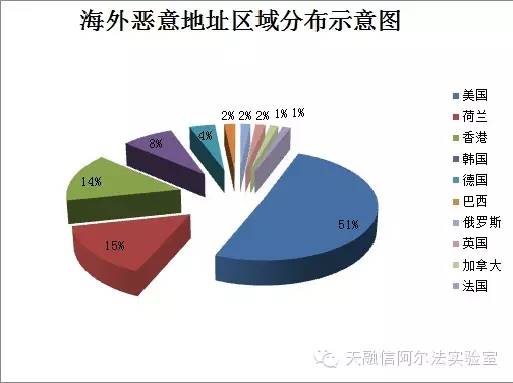 海外恶意地址区域分布示意图
51%
15%
14%
8%
4%
2%
2%
2%
1%
1%
美国
荷兰
香港
韩国
德国
巴西
俄罗斯
英国
加拿大
法国
天融信阿尔法实验室